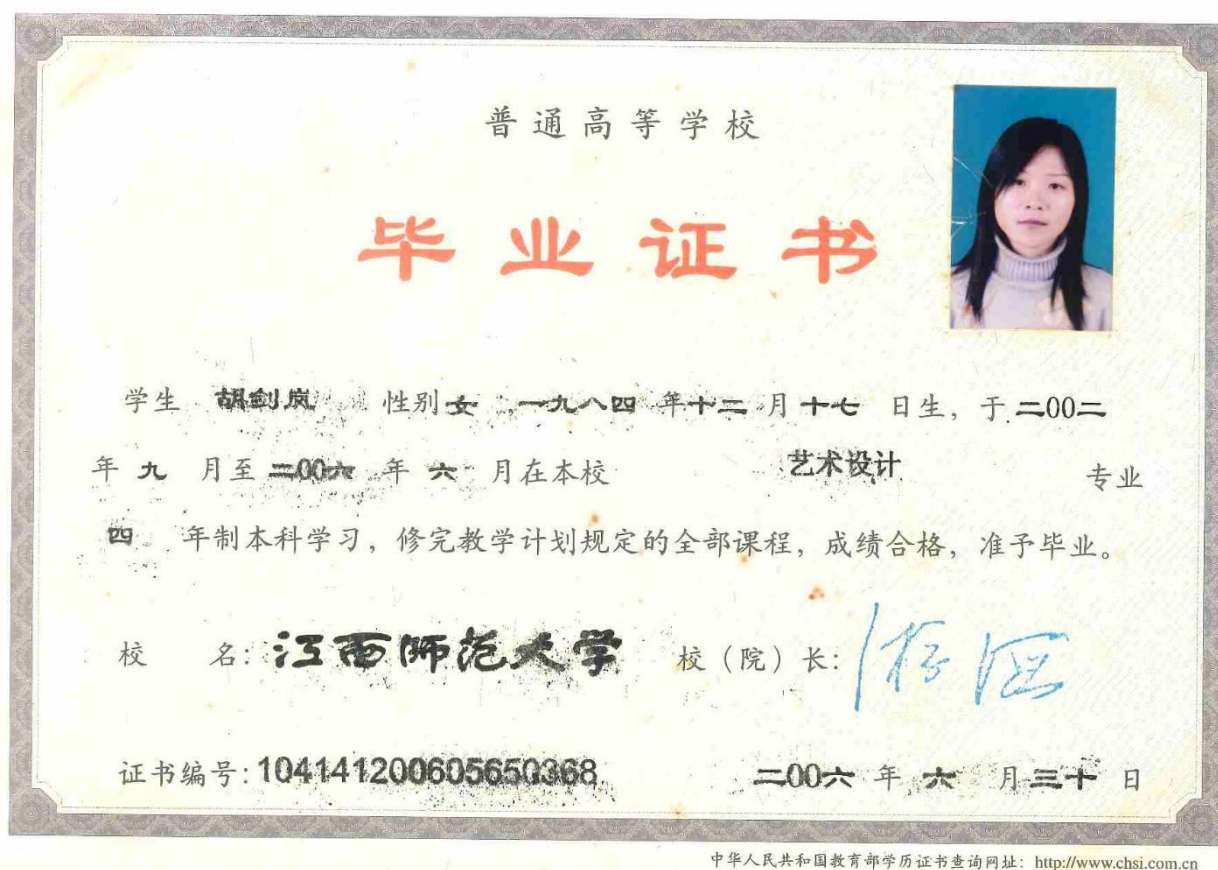 普通高等学校
毕业证书
学生 胡剑岚 性别 女 一九八四 年 十二 月 十七 日生，于 二00二
年 九 月至 二00六 年 六 月在本校 艺术设计 专业
四 年制本科学习，修完教学计划规定的全部课程，成绩合格，准予毕业。
校 名：江西师范大学 校（院）长：
证书编号：104141200605650368 二00六 年 六 月 三十 日
中华人民共和国教育部学历证书查询网址：http://www.chsi.com.cn